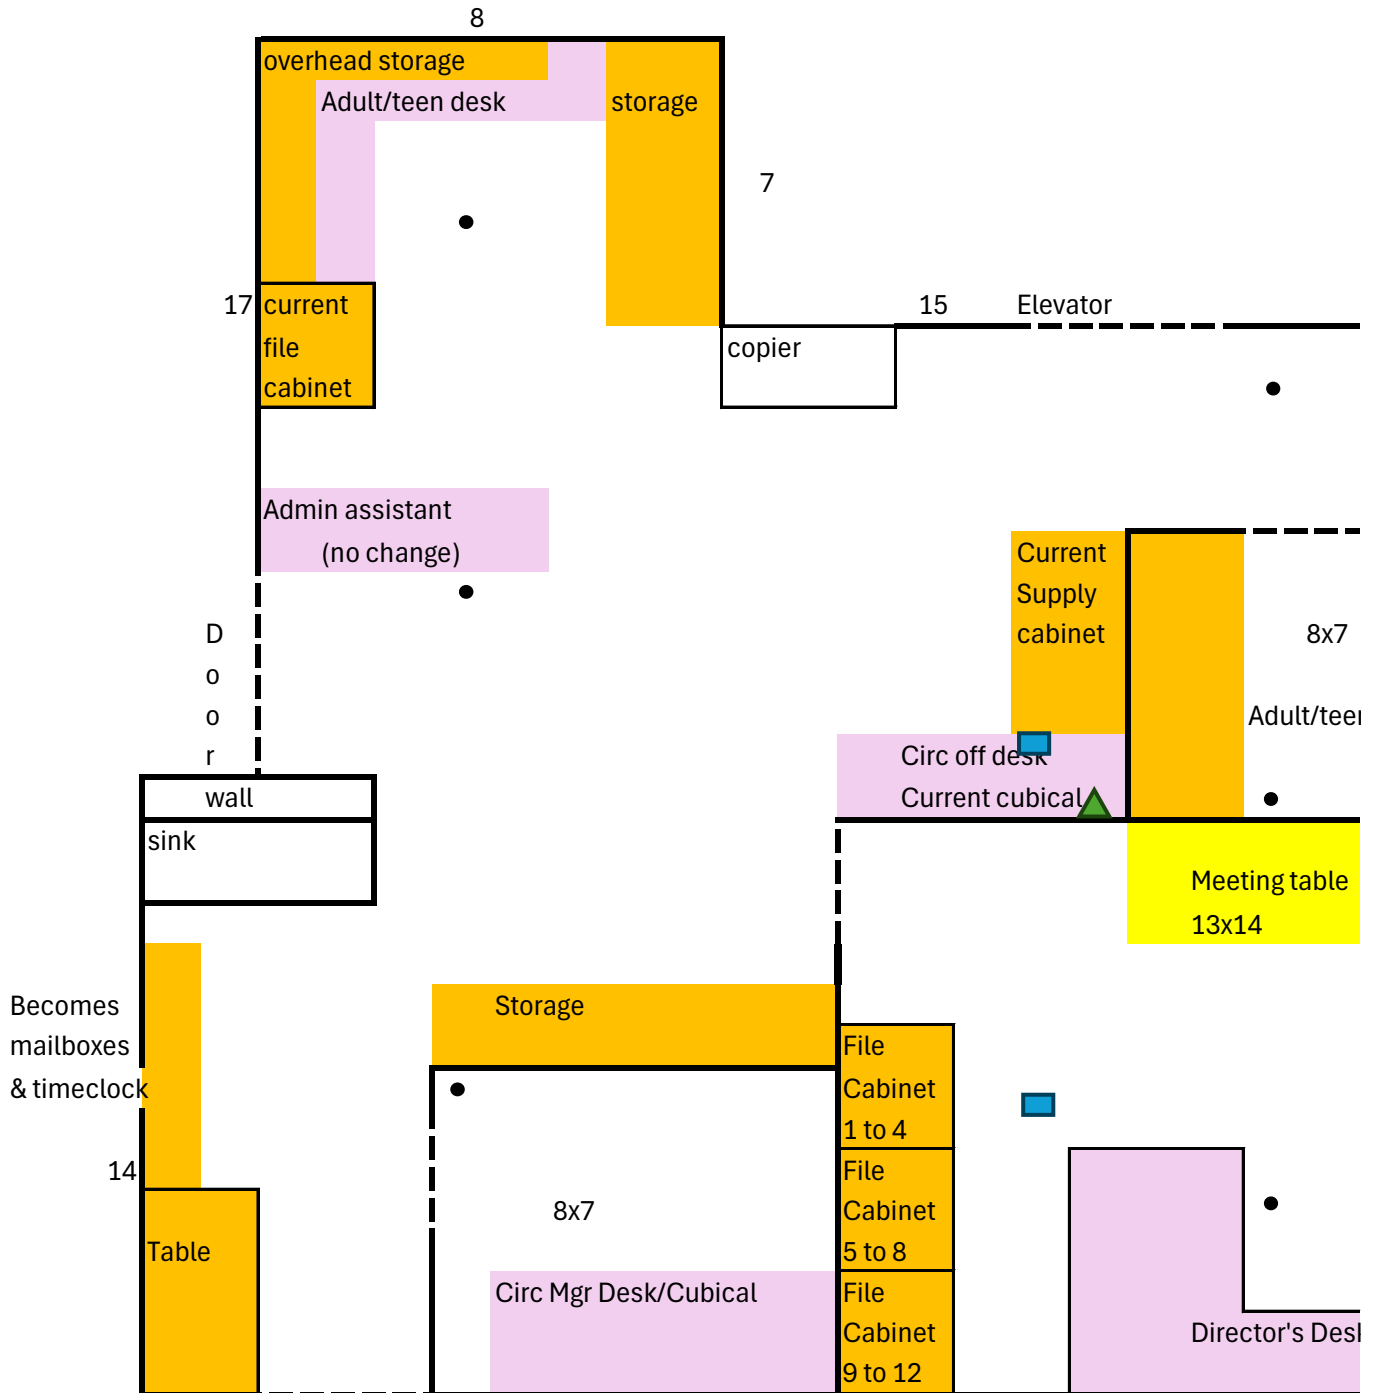 8
overhead storage
Adult/teen desk
storage
7
17
current
file
cabinet
15
Elevator
copier
Admin assistant
(no change)
Current
Supply
cabinet
8x7
D
o
o
r
Adult/teen
Circ off desk
Current cubical
wall
sink
Meeting table
13x14
Becomes
mailboxes
& timeclock
Storage
File
Cabinet
1 to 4
14
File
Cabinet
5 to 8
8x7
Table
Circ Mgr Desk/Cubical
File
Cabinet
9 to 12
Director's Desk